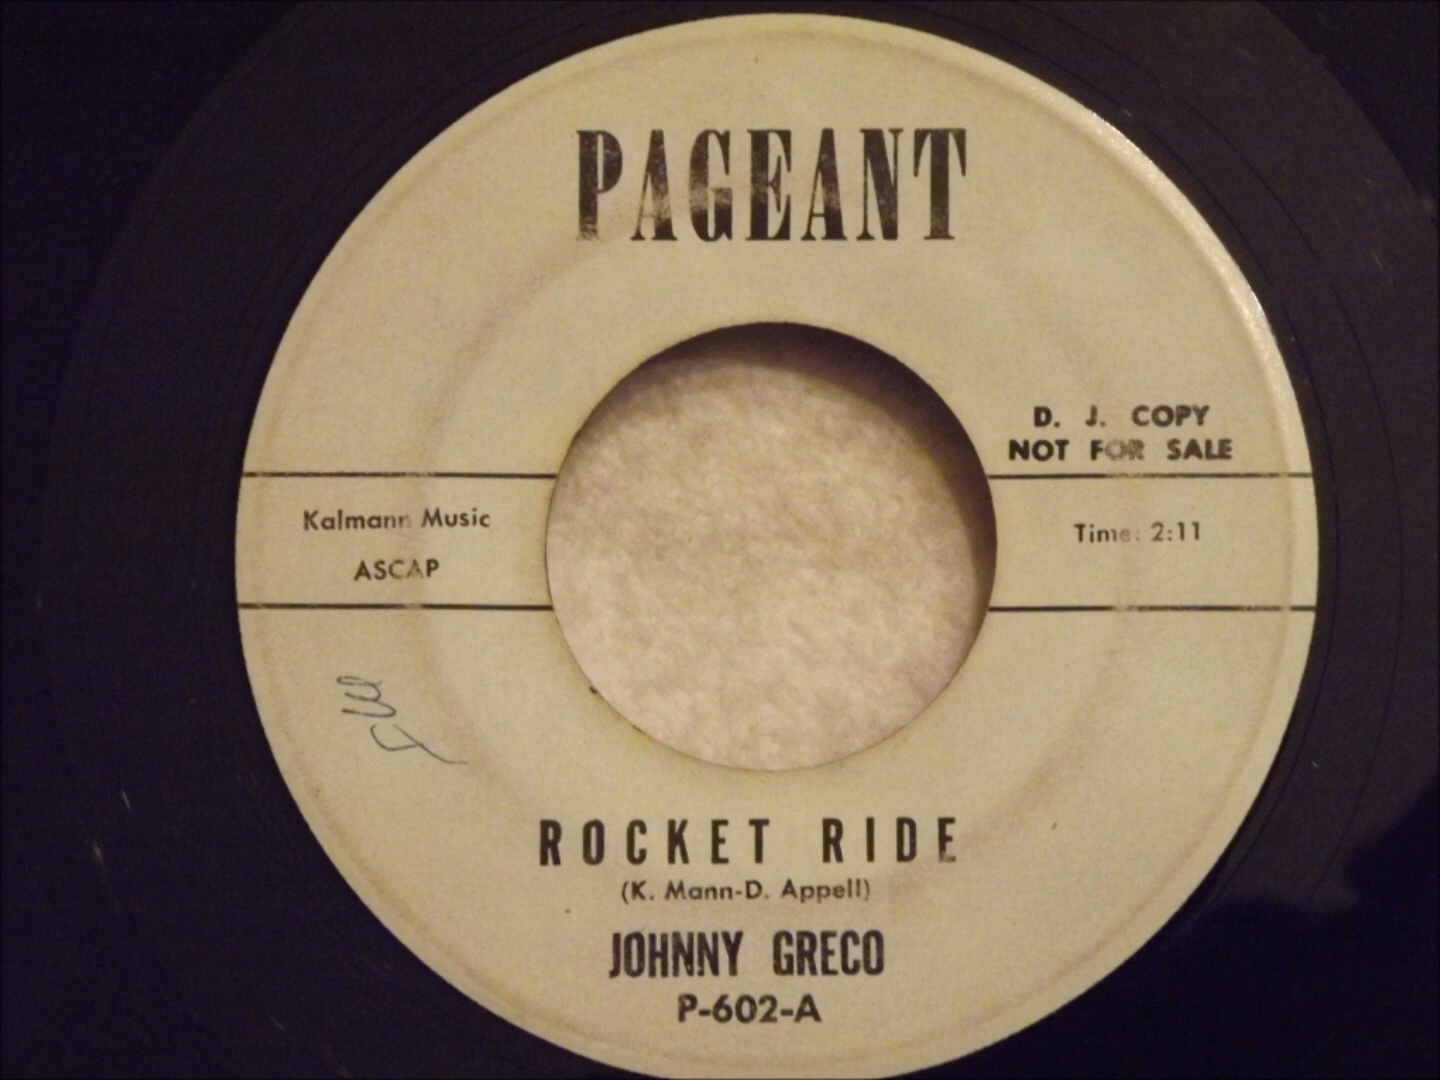 PAGEANT
D. J. COPY
NOT FOR SALE
Kalmann Music
ASCAP
Time: 2:11
ROCKET RIDE
(K. Mann-D. Appell)
JOHNNY GRECO
P-602-A